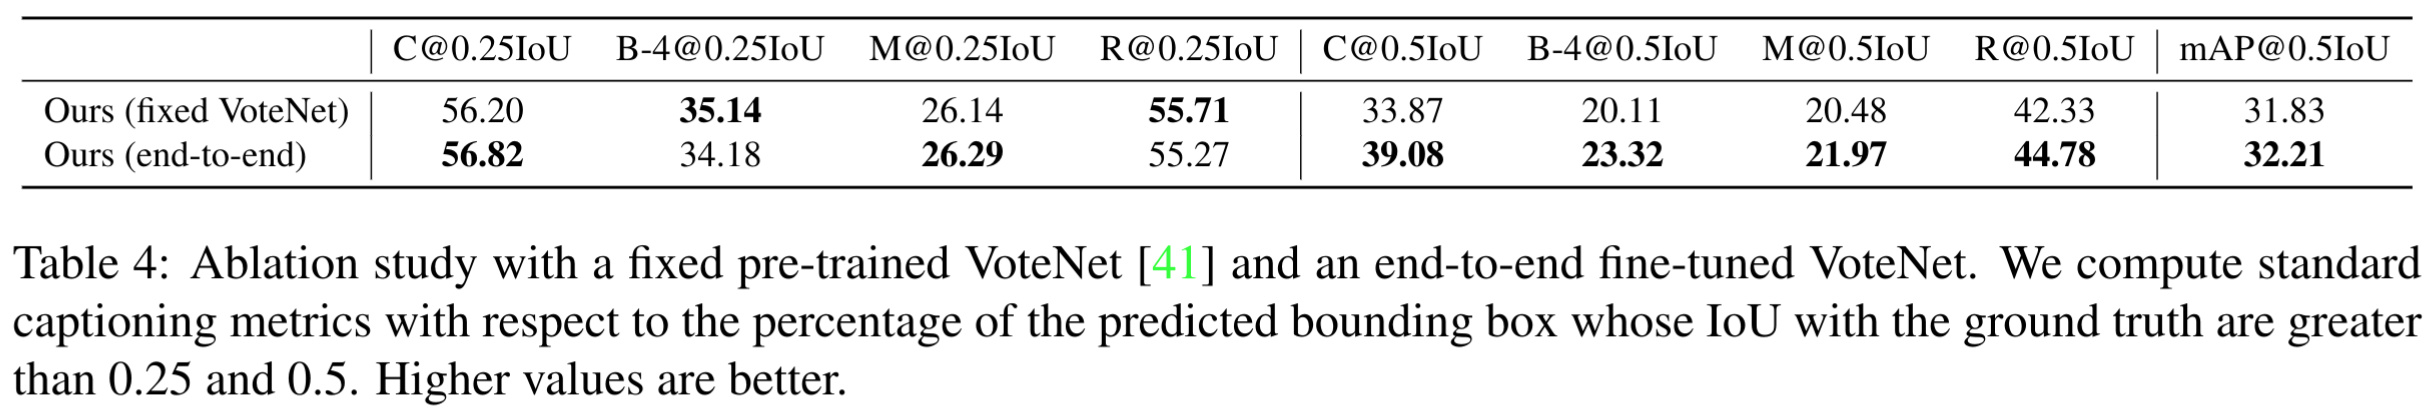 C@0.25IoU B-4@0.25IoU M@0.25IoU R@0.25IoU C@0.5IoU B-4@0.5IoU M@0.5IoU R@0.5IoU mAP@0.5IoU
Ours (fixed VoteNet) 56.20 35.14 26.14 55.71 33.87 20.11 20.48 42.33 31.83
Ours (end-to-end) 56.82 34.18 26.29 55.27 39.08 23.32 21.97 44.78 32.21
Table 4: Ablation study with a fixed pre-trained VoteNet [41] and an end-to-end fine-tuned VoteNet. We compute standard
captioning metrics with respect to the percentage of the predicted bounding box whose IoU with the ground truth are greater
than 0.25 and 0.5. Higher values are better.